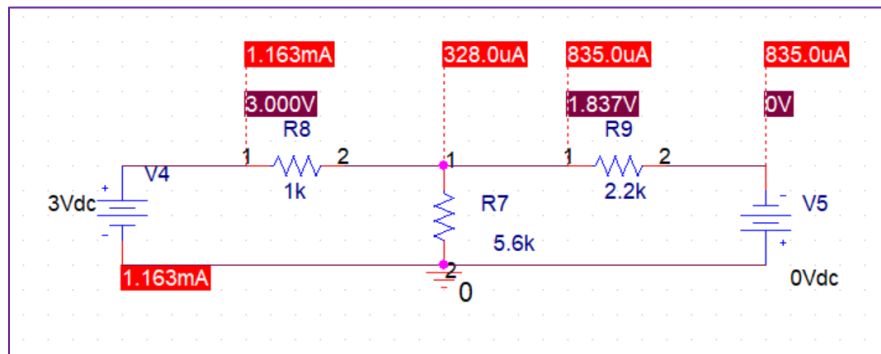 1.163mA 328.0uA 835.0uA 835.0uA
3.000V 1.837V 0V
R8 R9
1 2 1 1 2
V4 1k 2.2k
+ -
3Vdc R7 V5
- 5.6k +
1.163mA 2 0Vdc
0